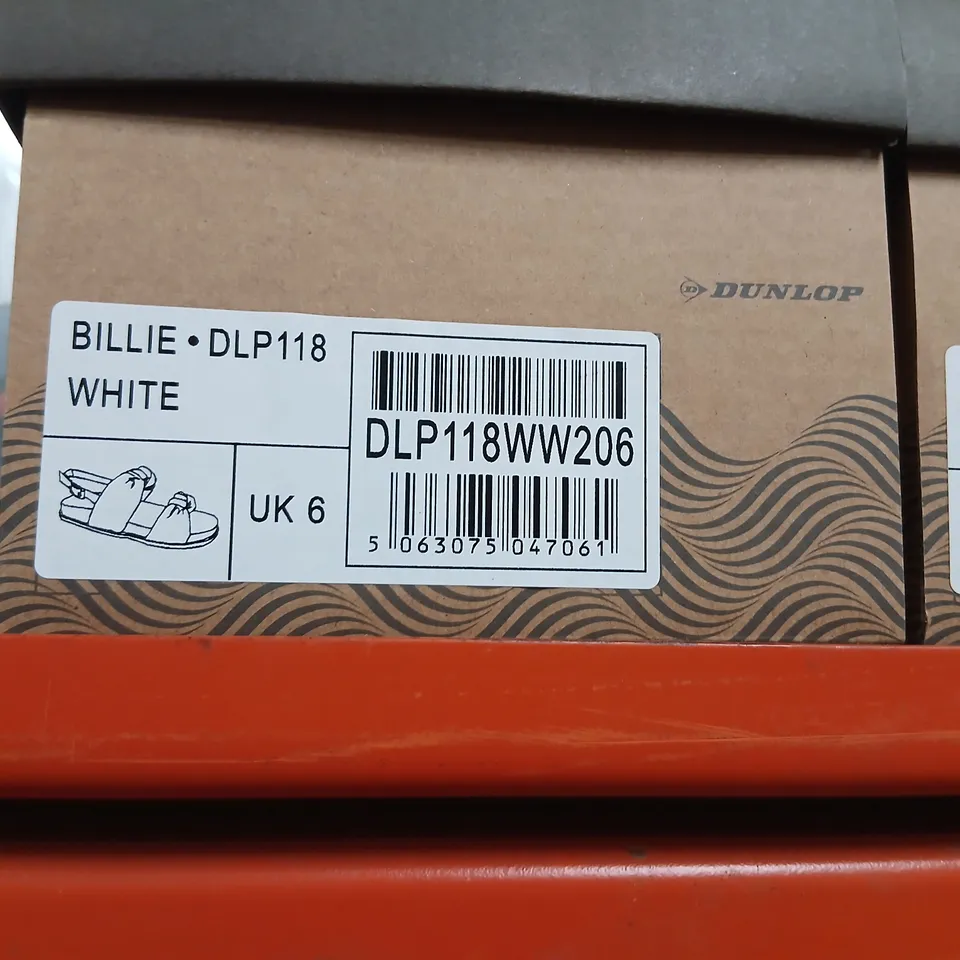 DUNLOP
BILLIE • DLP118
WHITE
UK 6
DLP118WW206
5 063075 047061